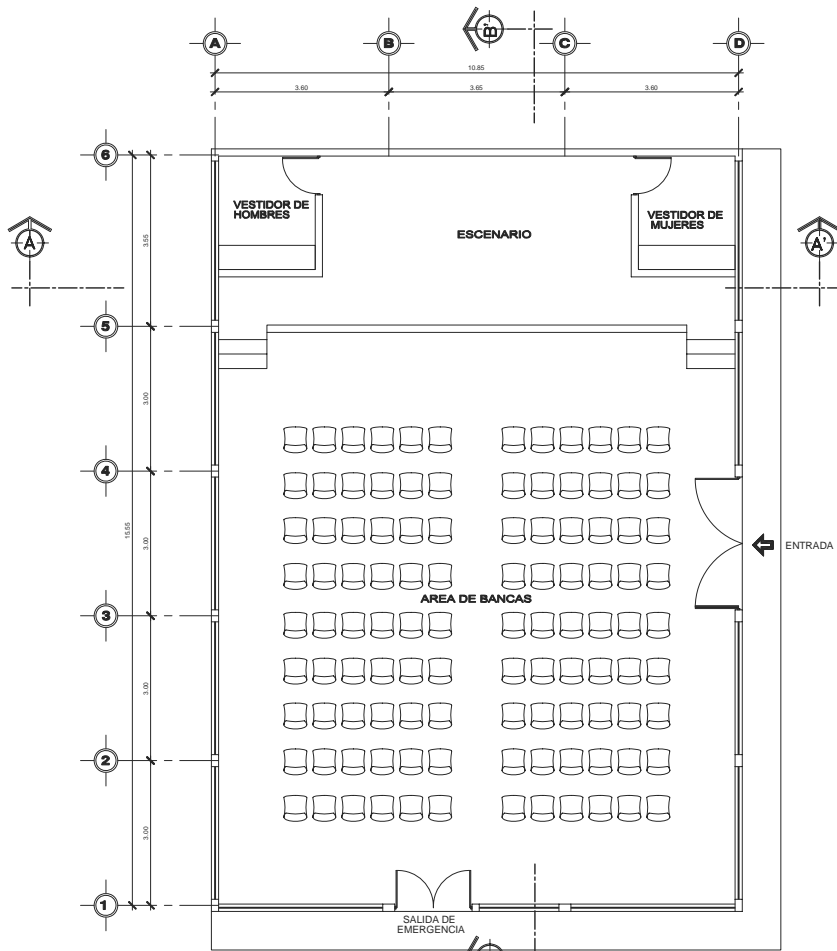 B'
A
B
C
D
10.85
3.60
3.65
3.60
6
VESTIDOR DE
HOMBRES
VESTIDOR DE
MUJERES
ESCENARIO
A
A'
3.55
5
3.00
4
15.55
3.00
ENTRADA
AREA DE BANCAS
3
3.00
2
3.00
1
SALIDA DE
EMERGENCIA